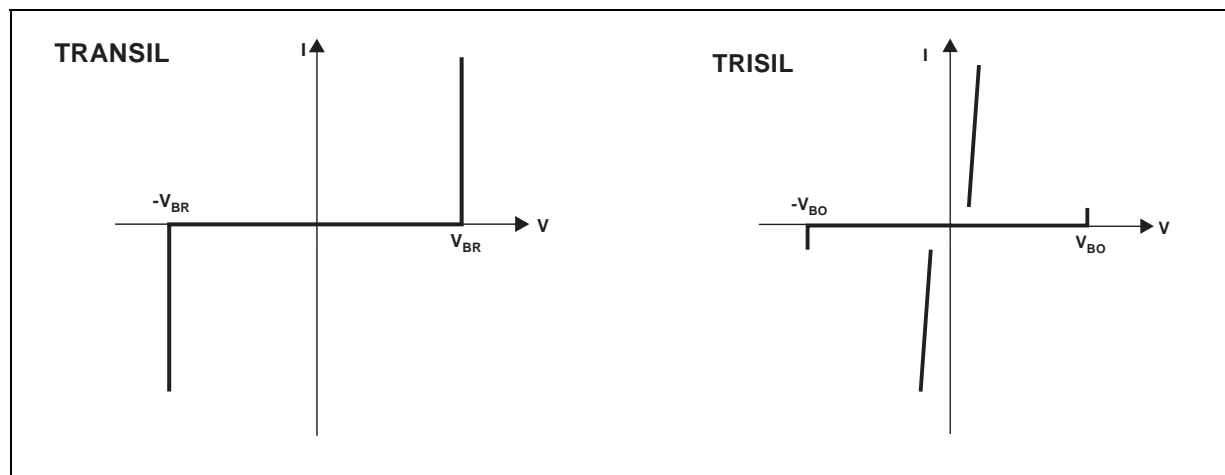 TRANSIL
I
-VBR
VBR
V
TRISIL
I
-VBO
VBO
V